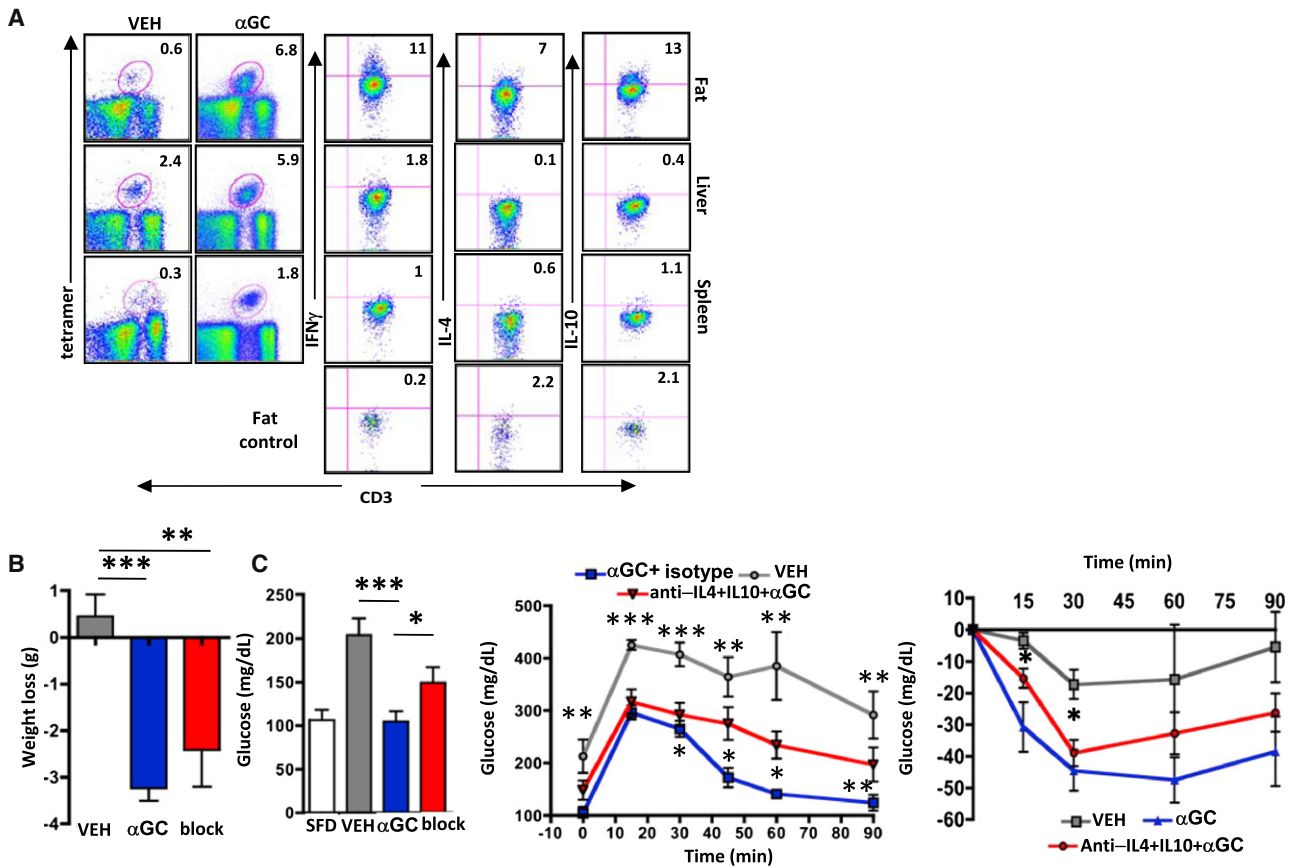 A
VEH αGC
0.6 6.8 11 7 13
Fat
2.4 5.9 1.8 0.1 0.4
Liver
0.3 1.8 1 0.6 1.1
Spleen
tetramer
IFNγ
IL-4
IL-10
Fat
control
0.2 2.2 2.1
CD3
B
**
***
Weight loss (g)
1
0
-1
-2
-3
-4
VEH αGC block
C
***
*
Glucose (mg/dL)
250
200
150
100
50
0
SFD VEH αGC block
αGC+ isotype VEH
anti–IL4+IL10+αGC
Glucose (mg/dL)
500
400
300
200
100
** *** *** ** ** **
* * * **
-10 0 10 20 30 40 50 60 70 80 90
Time (min)
Time (min)
15 30 45 60 75 90
Glucose (mg/dL)
10
0
-10
-20
-30
-40
-50
-60
*
*
VEH αGC
Anti–IL4+IL10+αGC